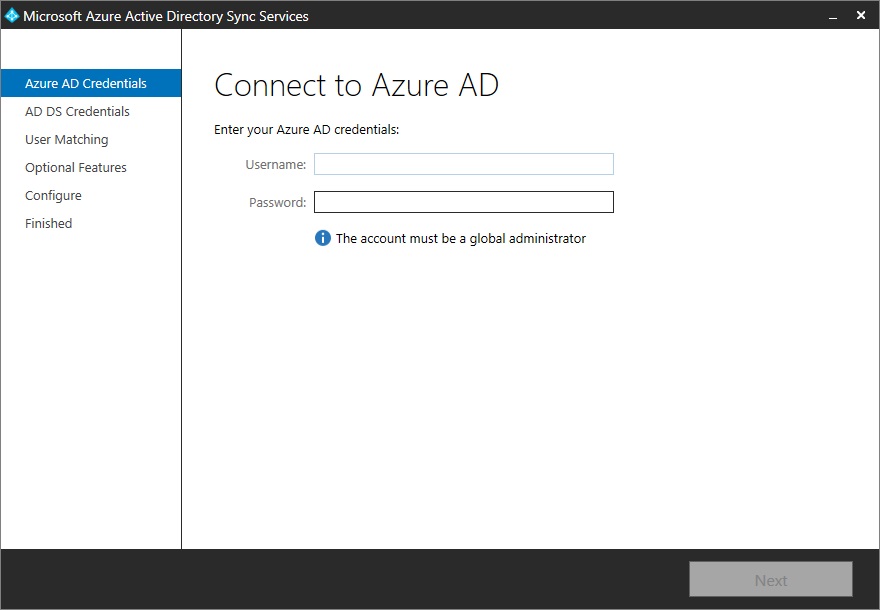 Microsoft Azure Active Directory Sync Services
Azure AD Credentials
AD DS Credentials
User Matching
Optional Features
Configure
Finished
Connect to Azure AD
Enter your Azure AD credentials:
Username:
Password:
The account must be a global administrator
Next